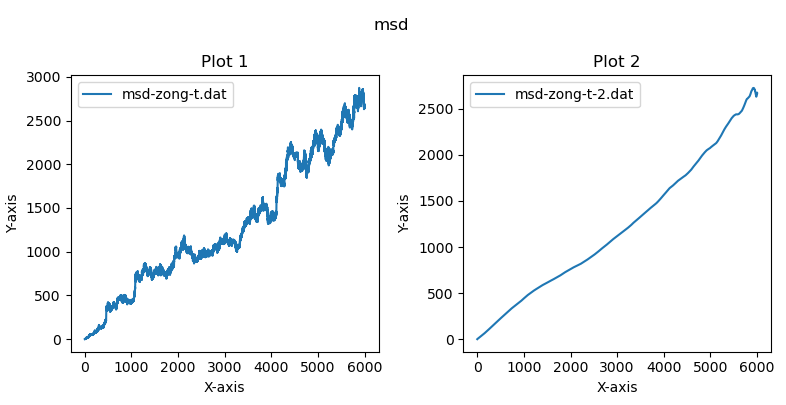 msd
Plot 1
msd-zong-t.dat
Y-axis
3000
2500
2000
1500
1000
500
0
0 1000 2000 3000 4000 5000 6000
X-axis
Plot 2
msd-zong-t-2.dat
Y-axis
2500
2000
1500
1000
500
0
0 1000 2000 3000 4000 5000 6000
X-axis